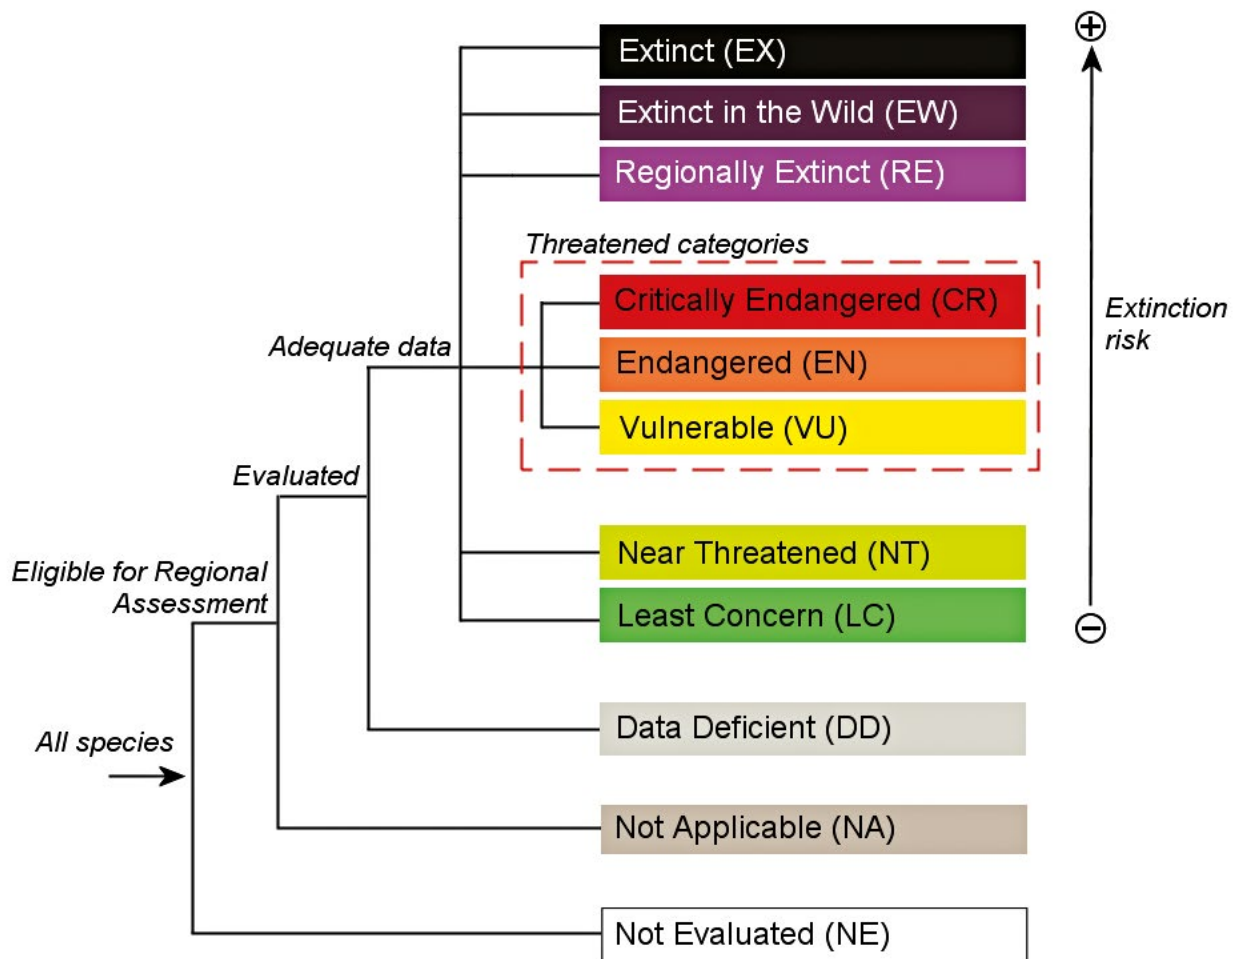 Extinct (EX)
Extinct in the Wild (EW)
Regionally Extinct (RE)
Threatened categories
Critically Endangered (CR)
Endangered (EN)
Vulnerable (VU)
Extinction
risk
Adequate data
Evaluated
Near Threatened (NT)
Least Concern (LC)
Eligible for Regional
Assessment
Data Deficient (DD)
All species
Not Applicable (NA)
Not Evaluated (NE)